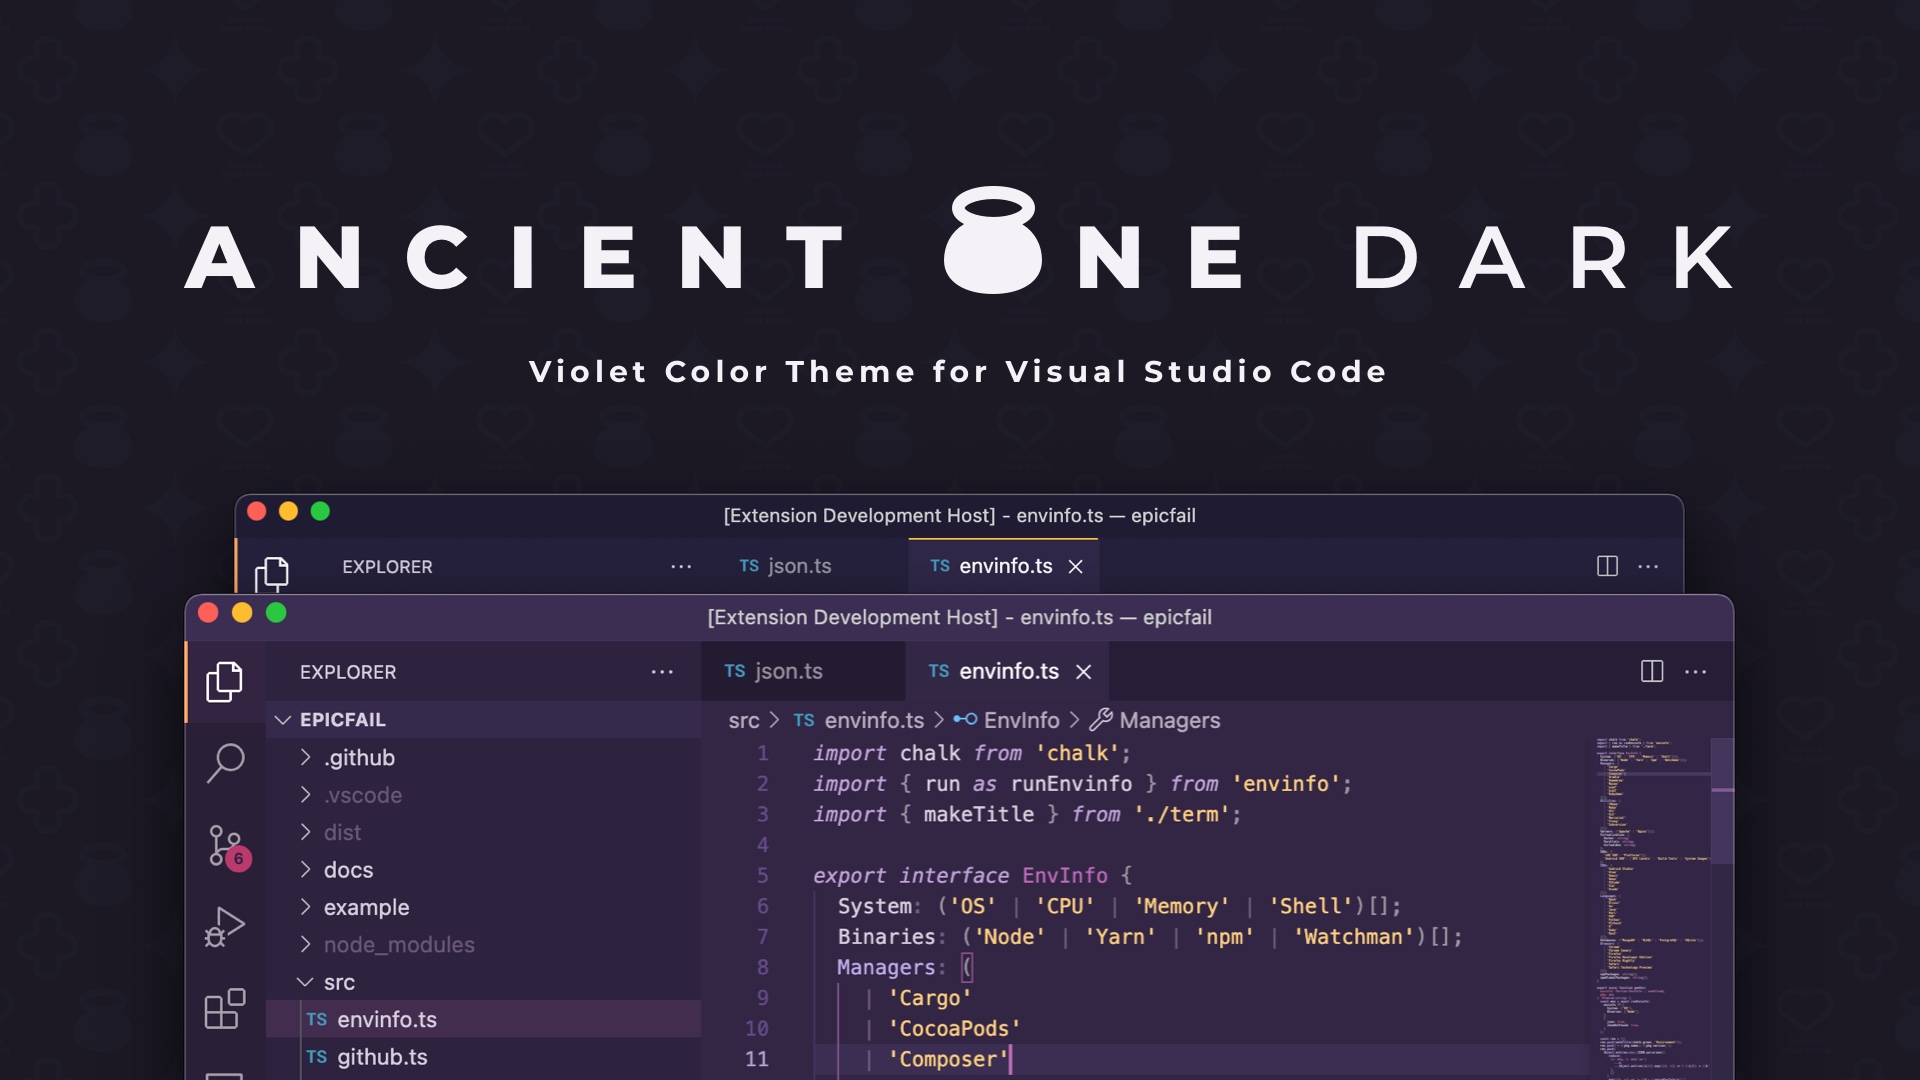 ANCIENT ONE DARK
Violet Color Theme for Visual Studio Code
[Extension Development Host] - envinfo.ts — epicfail
EXPLORER ··· TS json.ts TS envinfo.ts × ···
[Extension Development Host] - envinfo.ts — epicfail
EXPLORER ··· TS json.ts TS envinfo.ts × ···
EPICFAIL
.github
.vscode
dist
docs
example
node_modules
src
TS envinfo.ts
TS github.ts
6
src > TS envinfo.ts > EnvInfo > Managers
1 import chalk from 'chalk';
2 import { run as runEnvinfo } from 'envinfo';
3 import { makeTitle } from './term';
4
5 export interface EnvInfo {
6 System: ('OS' | 'CPU' | 'Memory' | 'Shell')[];
7 Binaries: ('Node' | 'Yarn' | 'npm' | 'Watchman')[];
8 Managers: (
9 | 'Cargo'
10 | 'CocoaPods'
11 | 'Composer'